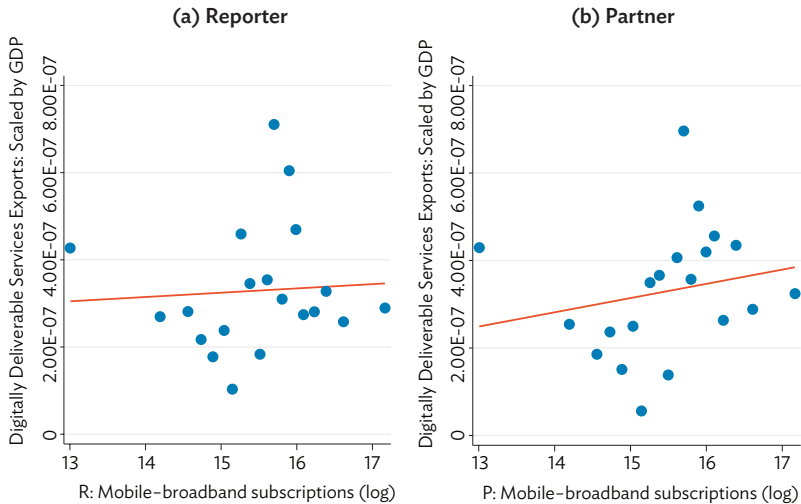 (a) Reporter
Digitally Deliverable Services Exports: Scaled by GDP
8.00E-07
6.00E-07
4.00E-07
2.00E-07
0
13 14 15 16 17
R: Mobile-broadband subscriptions (log)
(b) Partner
Digitally Deliverable Services Exports: Scaled by GDP
8.00E-07
6.00E-07
4.00E-07
2.00E-07
0
13 14 15 16 17
P: Mobile-broadband subscriptions (log)